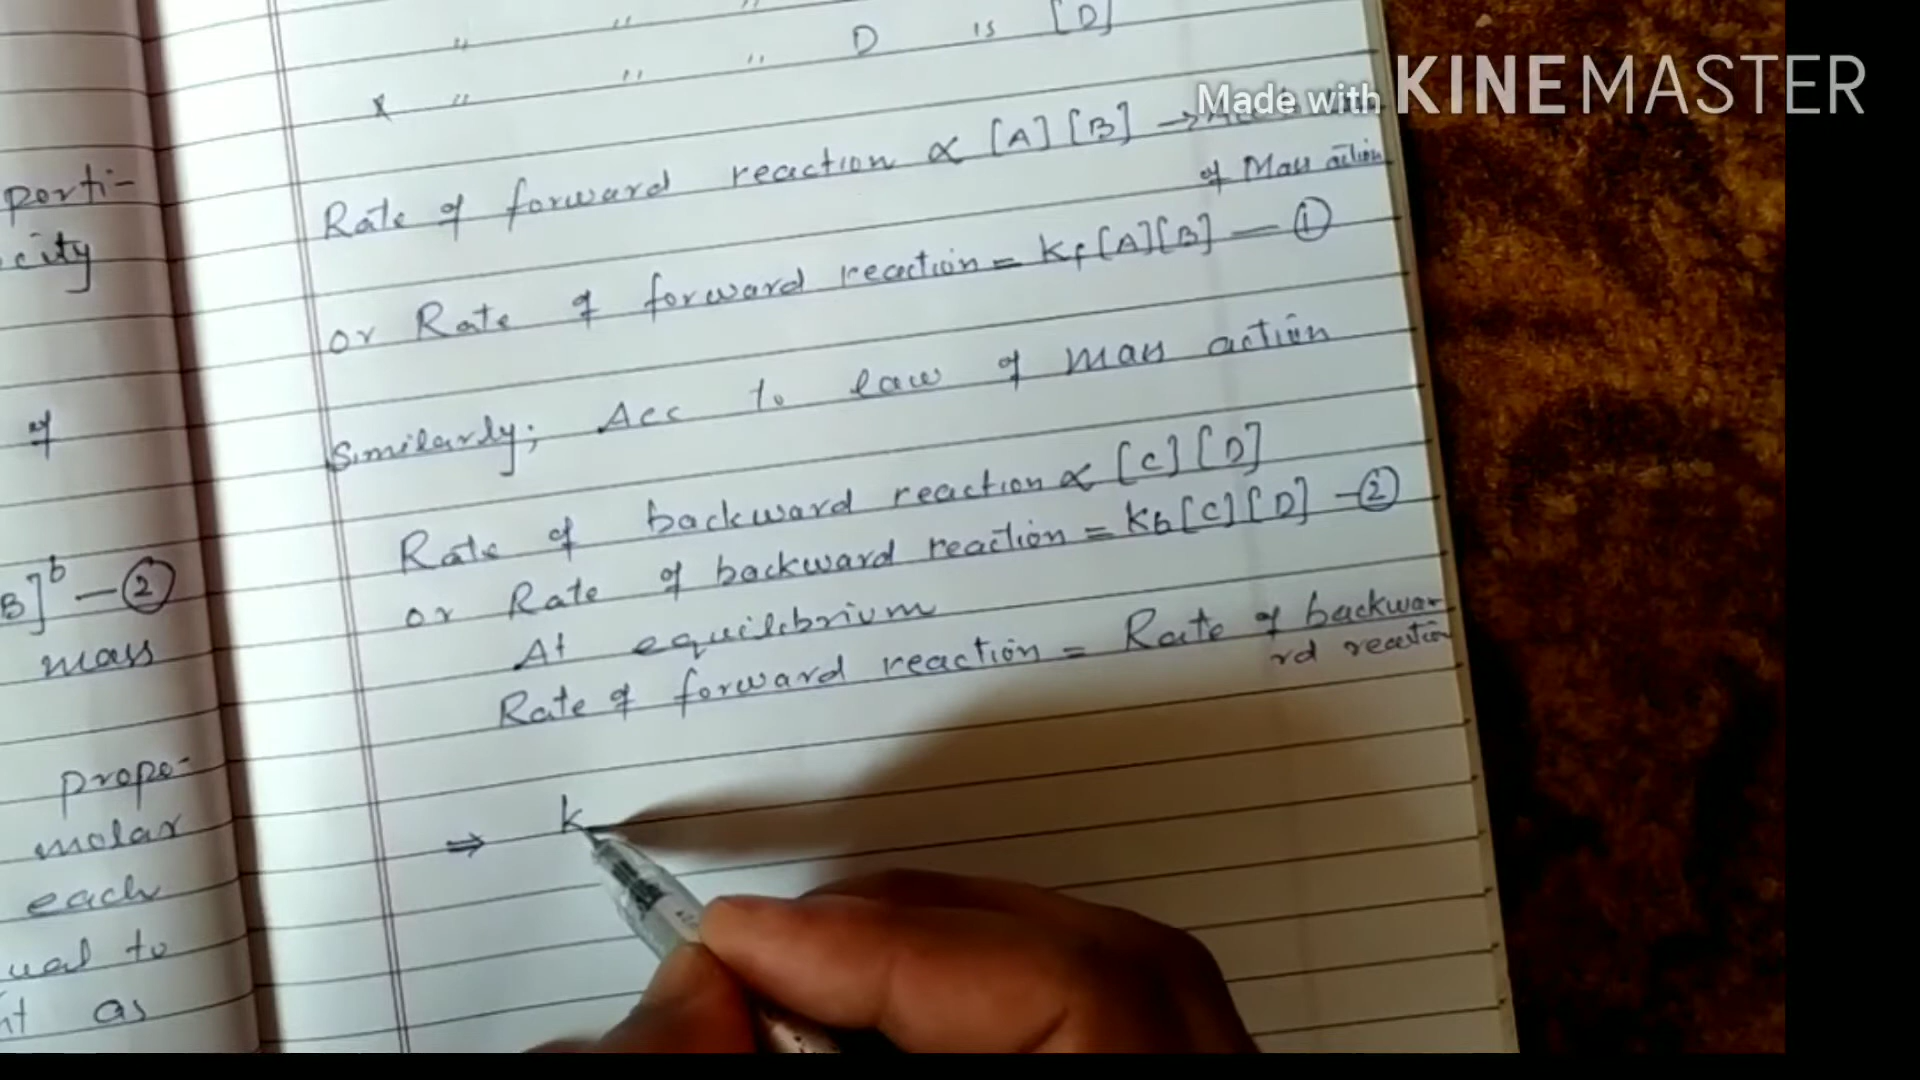 " " "
D is [D]
x " " "
Made with KINEMASTER
Rate of forward reaction ∝ [A][B] →
of Mass action
or Rate of forward reaction = Kf[A][B] — ①
Similarly; Acc to law of mass action
Rate of backward reaction ∝ [C][D]
or Rate of backward reaction = Kb[C][D] — ②
At equilibrium
Rate of forward reaction = Rate of backwar
rd reaction
⇒ K
porti-
city
of
B]^b — ②
mass
propo-
molar
each
ual to
nt as